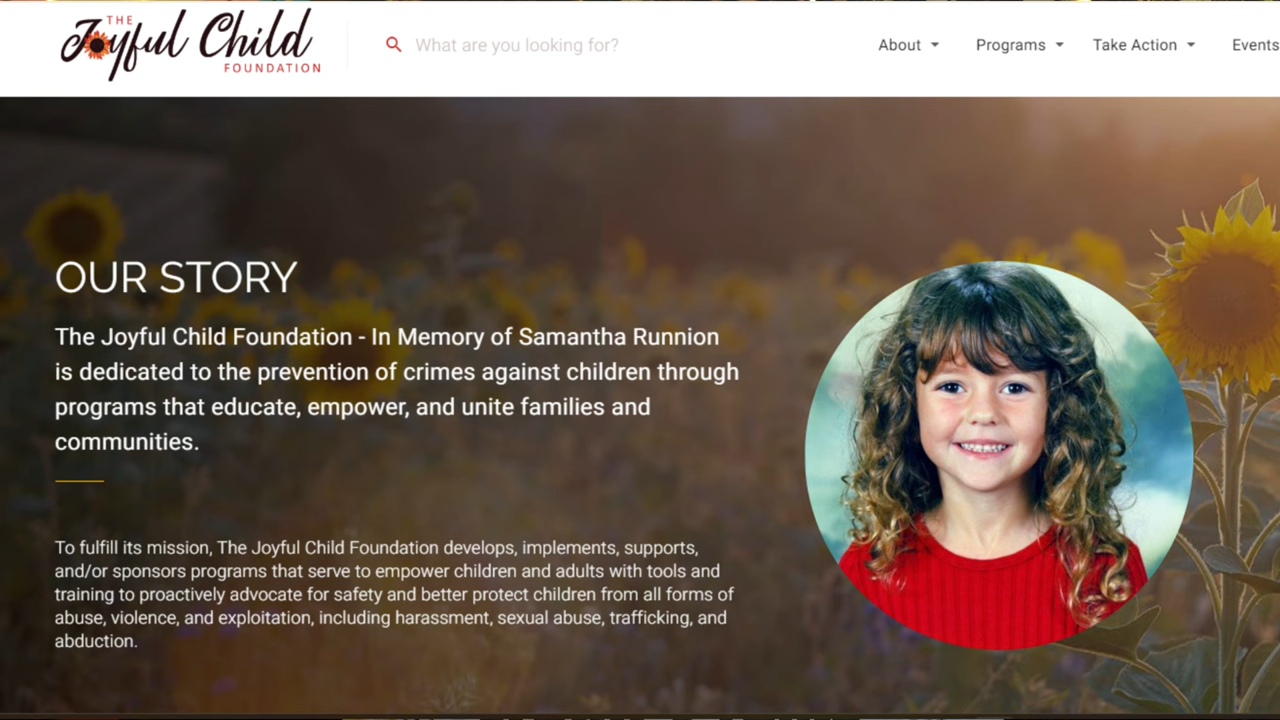 THE
Joyful Child
FOUNDATION
What are you looking for?
About
Programs
Take Action
Events
OUR STORY
The Joyful Child Foundation - In Memory of Samantha Runnion
is dedicated to the prevention of crimes against children through
programs that educate, empower, and unite families and
communities.
To fulfill its mission, The Joyful Child Foundation develops, implements, supports,
and/or sponsors programs that serve to empower children and adults with tools and
training to proactively advocate for safety and better protect children from all forms of
abuse, violence, and exploitation, including harassment, sexual abuse, trafficking, and
abduction.